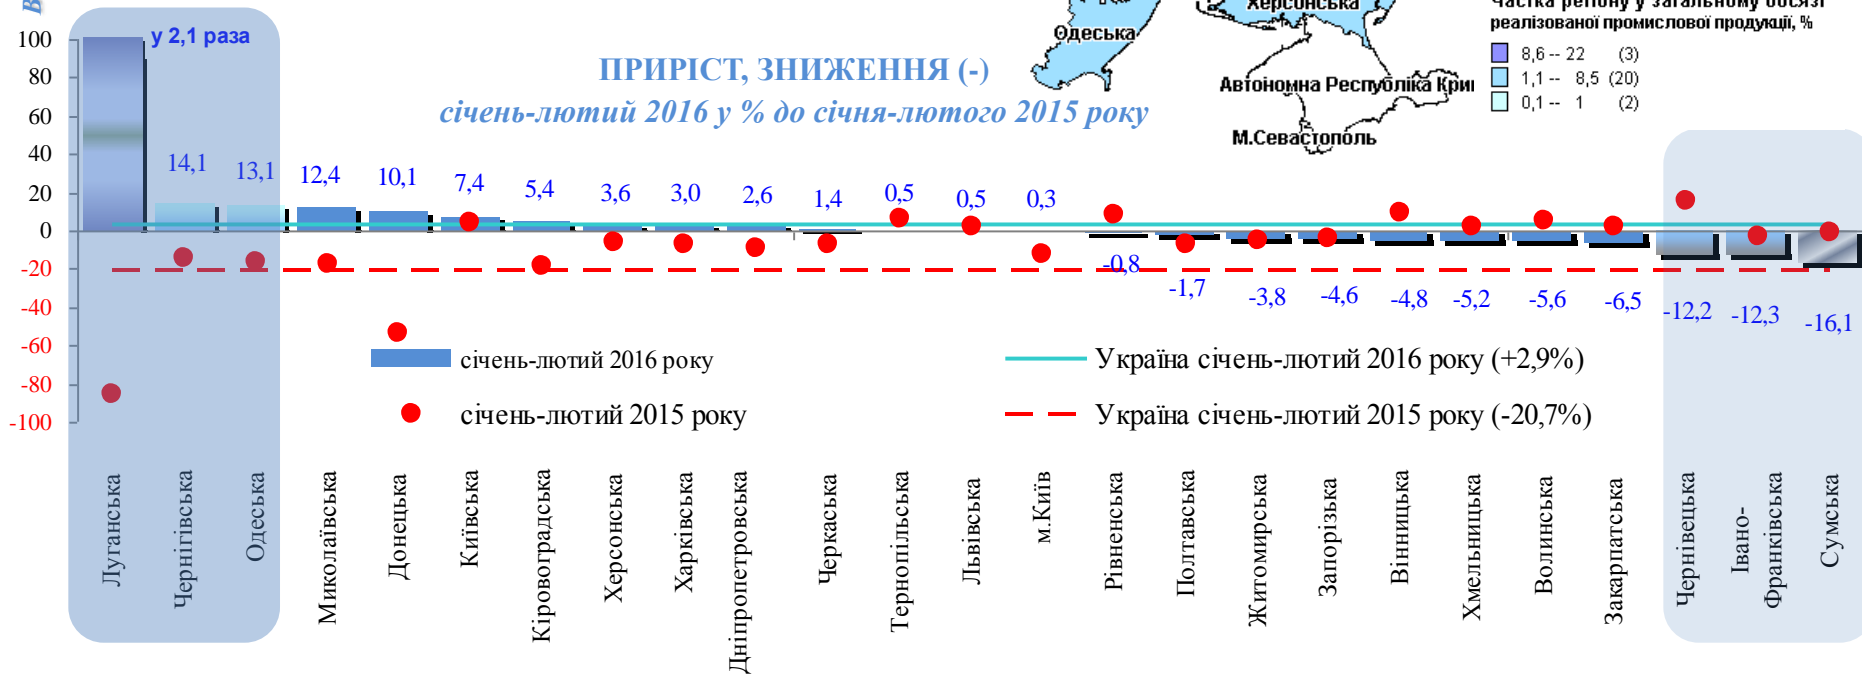 Херсонська
Одеська
Автономна Республіка Кри
М.Севастополь
Частка регіону у загальному обсязі
реалізованої промислової продукції, %
8,6 -- 22 (3)
1,1 -- 8,5 (20)
0,1 -- 1 (2)
ПРИРІСТ, ЗНИЖЕННЯ (-)
січень-лютий 2016 у % до січня-лютого 2015 року
100
80
60
40
20
0
-20
-40
-60
-80
-100
у 2,1 раза
14,1
13,1
12,4
10,1
7,4
5,4
3,6
3,0
2,6
1,4
0,5
0,5
0,3
-0,8
-1,7
-3,8
-4,6
-4,8
-5,2
-5,6
-6,5
-12,2
-12,3
-16,1
січень-лютий 2016 року
Україна січень-лютий 2016 року (+2,9%)
січень-лютий 2015 року
Україна січень-лютий 2015 року (-20,7%)
Луганська
Чернігівська
Одеська
Миколаївська
Донецька
Київська
Кіровоградська
Херсонська
Харківська
Дніпропетровська
Черкаська
Тернопільська
Львівська
м.Київ
Рівненська
Полтавська
Житомирська
Запорізька
Вінницька
Хмельницька
Волинська
Закарпатська
Чернівецька
Івано-
Франківська
Сумська